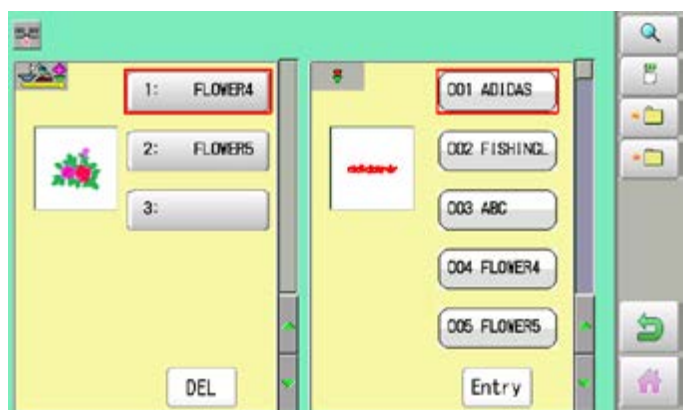 1: FLOWER4
2: FLOWER5
3:
DEL
001 ADIDAS
002 FISHINGL
003 ABC
004 FLOWER4
005 FLOWER5
Entry